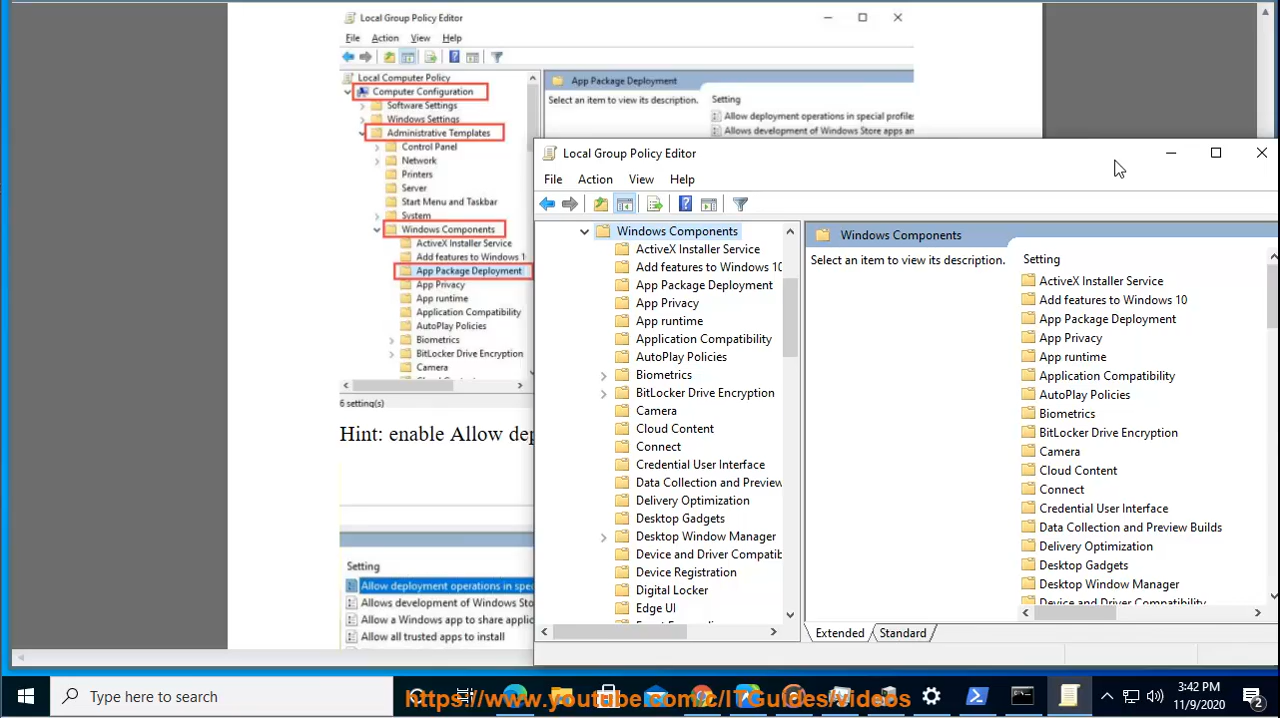 Local Group Policy Editor
File Action View Help
Local Computer Policy
Computer Configuration
Software Settings
Windows Settings
Administrative Templates
Control Panel
Network
Printers
Server
Start Menu and Taskbar
System
Windows Components
ActiveX Installer Service
Add features to Windows 1
App Package Deployment
App Privacy
App runtime
Application Compatibility
AutoPlay Policies
Biometrics
BitLocker Drive Encryption
Camera
6 setting(s)
App Package Deployment
Select an item to view its description.
Setting
Allow deployment operations in special profile
Allows development of Windows Store apps an
Hint: enable Allow dep
Setting
Allow deployment operations in spec
Allows development of Windows Sto
Allow a Windows app to share applic
Allow all trusted apps to install
Local Group Policy Editor
File Action View Help
Windows Components
ActiveX Installer Service
Add features to Windows 10
App Package Deployment
App Privacy
App runtime
Application Compatibility
AutoPlay Policies
Biometrics
BitLocker Drive Encryption
Camera
Cloud Content
Connect
Credential User Interface
Data Collection and Preview
Delivery Optimization
Desktop Gadgets
Desktop Window Manager
Device and Driver Compatib
Device Registration
Digital Locker
Edge UI
Windows Components
Select an item to view its description.
Setting
ActiveX Installer Service
Add features to Windows 10
App Package Deployment
App Privacy
App runtime
Application Compatibility
AutoPlay Policies
Biometrics
BitLocker Drive Encryption
Camera
Cloud Content
Connect
Credential User Interface
Data Collection and Preview Builds
Delivery Optimization
Desktop Gadgets
Desktop Window Manager
Device and Driver Compatibility
Extended Standard
Type here to search
https://www.youtube.com/c/ITGuides/videos
3:42 PM
11/9/2020
2